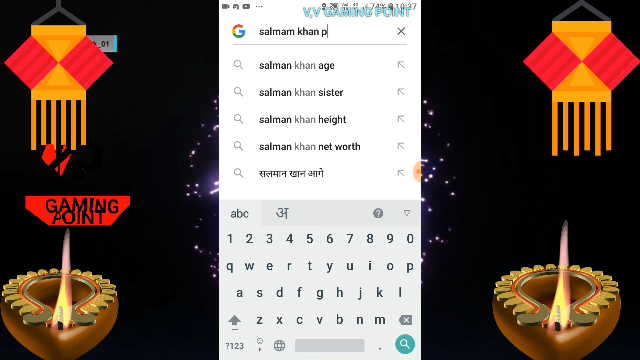 V,V GAMING POINT
74% 10:37
salmam khan p
_01
salman khan age
salman khan sister
salman khan height
salman khan net worth
सलमान खान आगे
GAMING
POINT
abc अ ?
1 2 3 4 5 6 7 8 9 0
q w e r t y u i o p
a s d f g h j k l
z x c v b n m
?123 , .